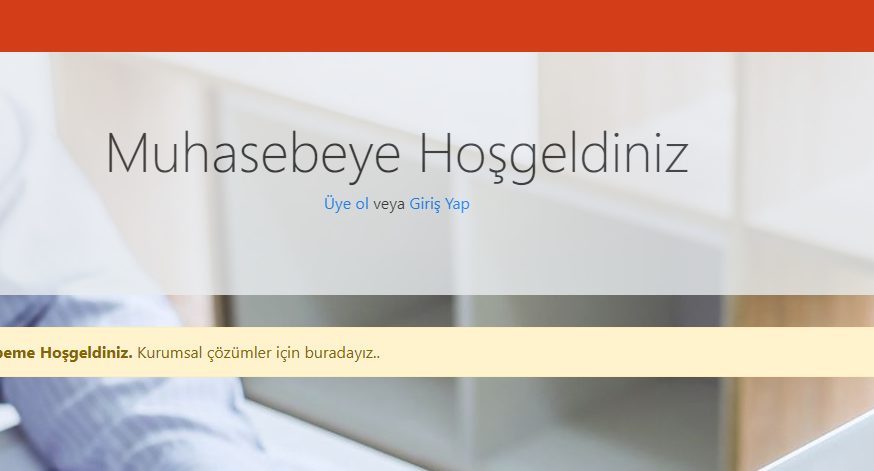 Muhasebeye Hoşgeldiniz
Üye ol veya Giriş Yap
Hoşgeldiniz. Kurumsal çözümler için buradayız..